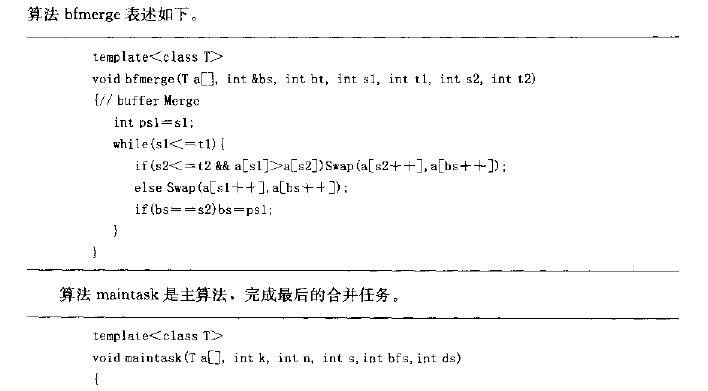 算法 bfmerge 表述如下。
template<class T>
void bfmerge(T a[], int &bs, int bt, int s1, int t1, int s2, int t2)
{// buffer Merge
int ps1=s1;
while(s1<=t1){
if(s2<=t2 && a[s1]>a[s2])Swap(a[s2++],a[bs++]);
else Swap(a[s1++],a[bs++]);
if(bs==s2)bs=ps1;
}
}
算法 maintask 是主算法，完成最后的合并任务。
template<class T>
void maintask(T a[], int k, int n, int s, int bfs, int ds)
{